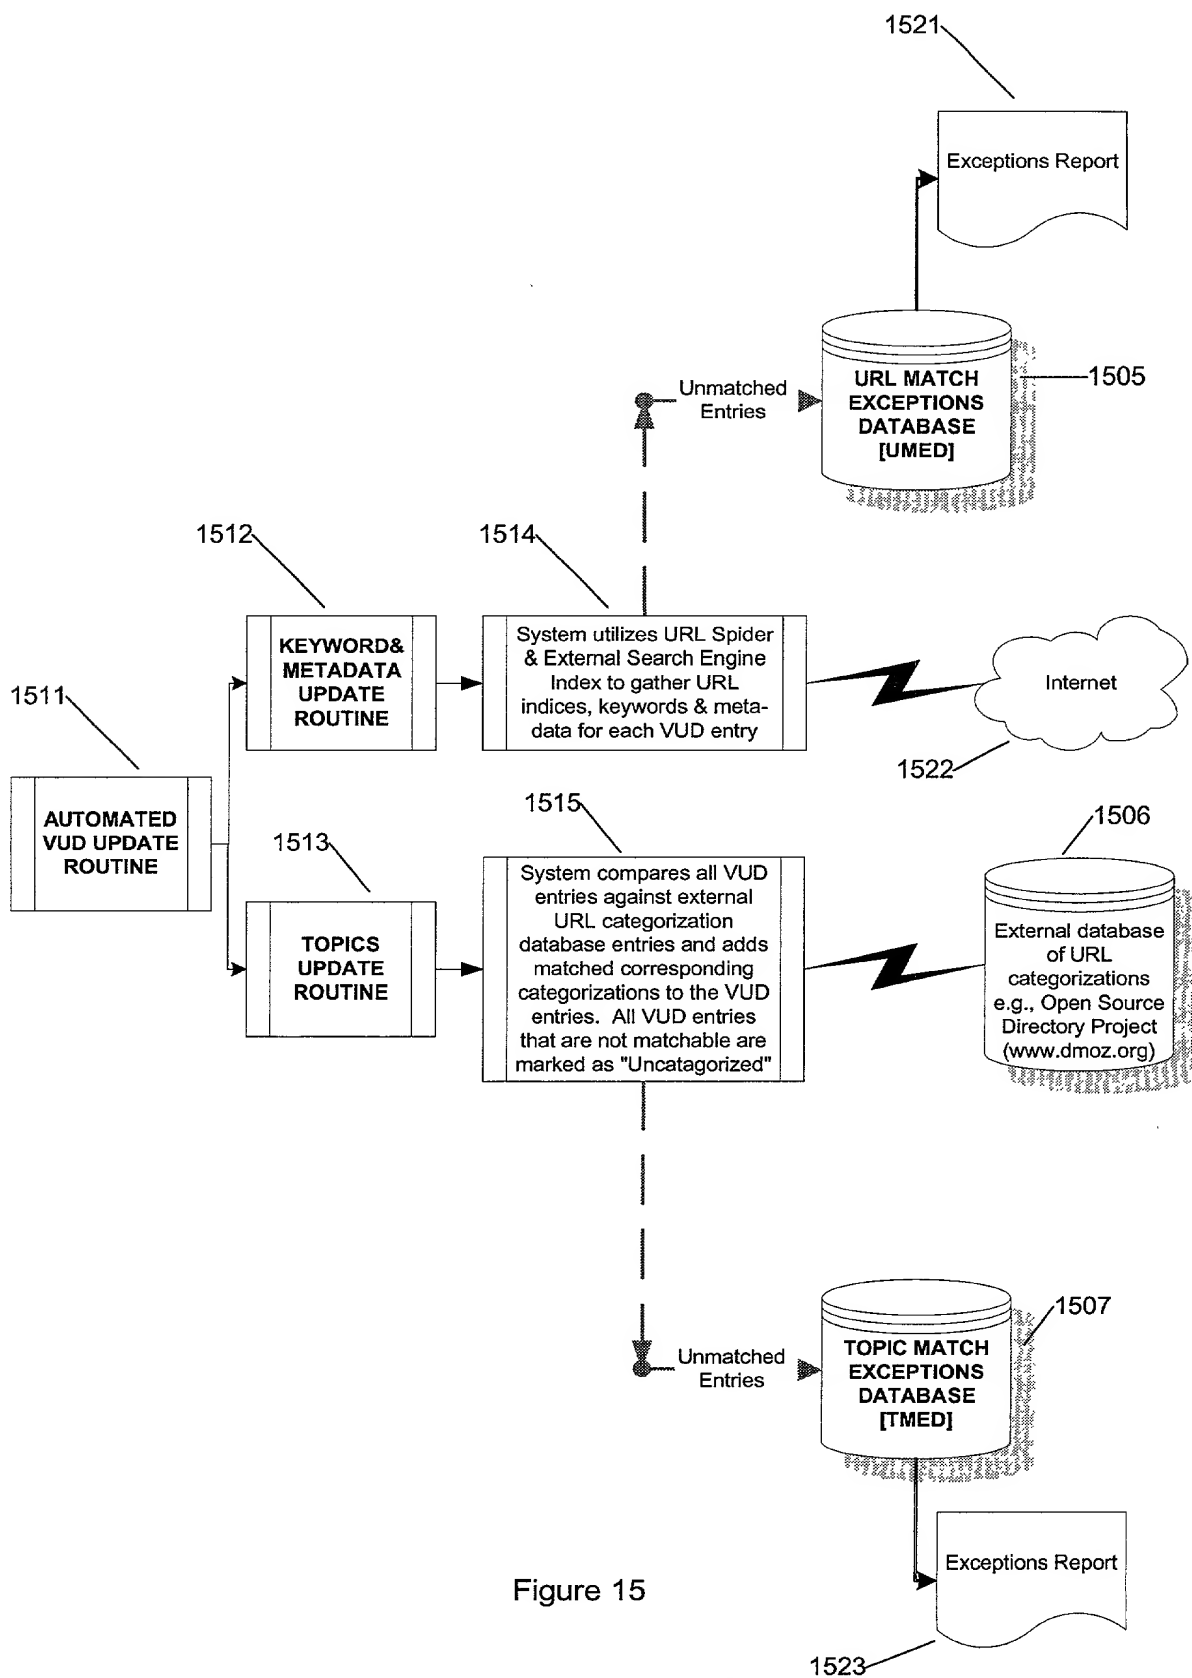 1521
Exceptions Report
URL MATCH
EXCEPTIONS
DATABASE
[UMED]
1505
Unmatched
Entries
1512
1514
KEYWORD&
METADATA
UPDATE
ROUTINE
System utilizes URL Spider
& External Search Engine
Index to gather URL
indices, keywords & meta-
data for each VUD entry
Internet
1522
1511
AUTOMATED
VUD UPDATE
ROUTINE
1513
1515
1506
TOPICS
UPDATE
ROUTINE
System compares all VUD
entries against external
URL categorization
database entries and adds
matched corresponding
categorizations to the VUD
entries. All VUD entries
that are not matchable are
marked as "Uncatagorized"
External database
of URL
categorizations
e.g., Open Source
Directory Project
(www.dmoz.org)
Unmatched
Entries
TOPIC MATCH
EXCEPTIONS
DATABASE
[TMED]
1507
Exceptions Report
1523
Figure 15